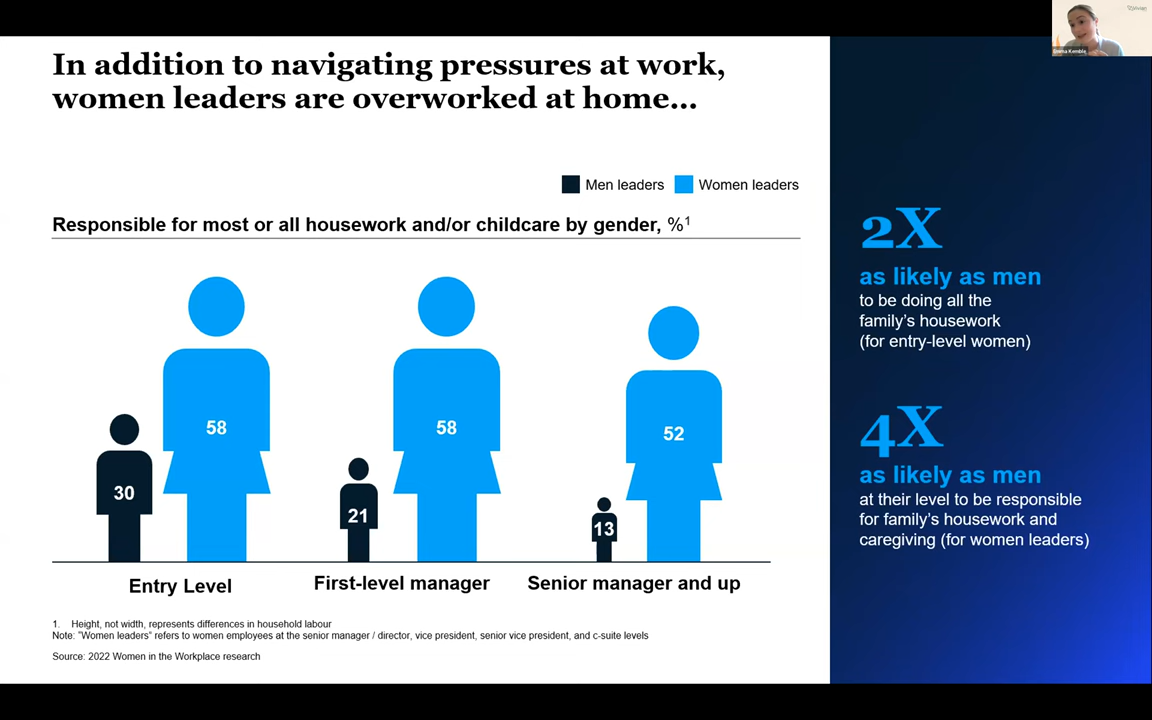 In addition to navigating pressures at work,
women leaders are overworked at home...
Men leaders
Women leaders
Responsible for most or all housework and/or childcare by gender, %1
30
58
21
58
13
52
Entry Level
First-level manager
Senior manager and up
1. Height, not width, represents differences in household labour
Note: "Women leaders" refers to women employees at the senior manager / director, vice president, senior vice president, and c-suite levels
Source: 2022 Women in the Workplace research
2X
as likely as men
to be doing all the
family's housework
(for entry-level women)
4X
as likely as men
at their level to be responsible
for family's housework and
caregiving (for women leaders)
Emma Kemble